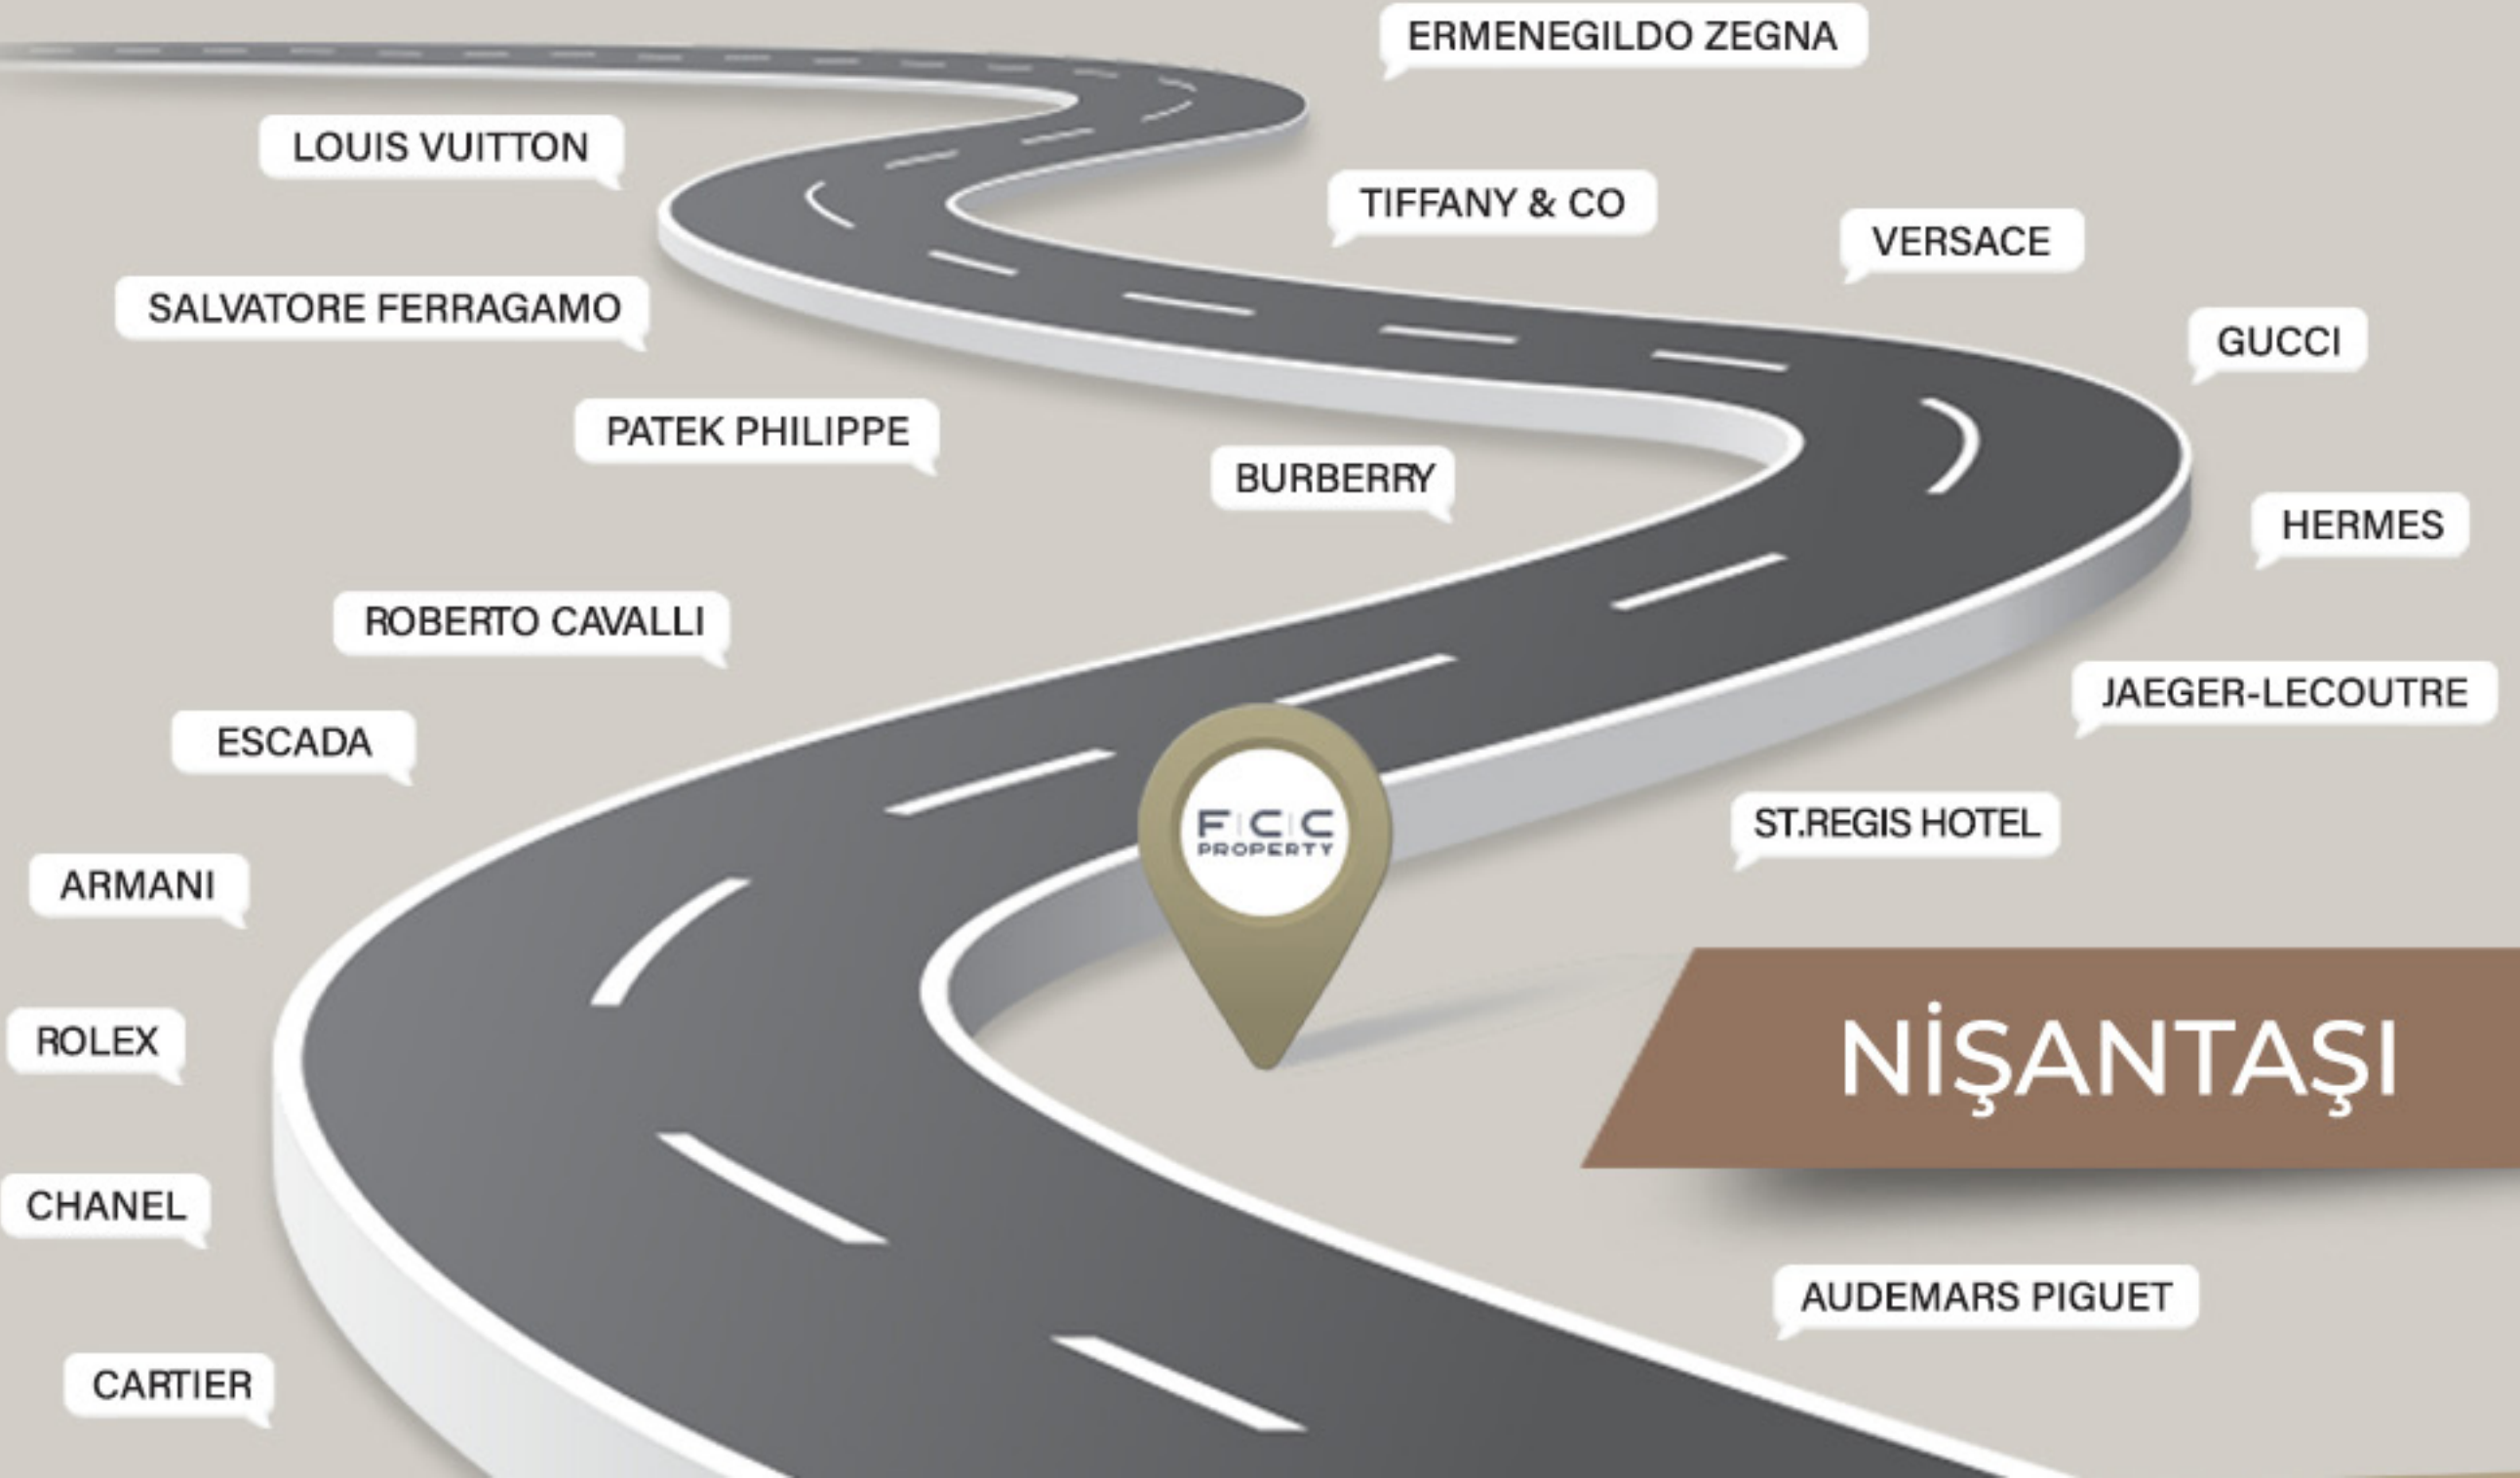 ERMENEGILDO ZEGNA
LOUIS VUITTON
TIFFANY & CO
VERSACE
SALVATORE FERRAGAMO
GUCCI
PATEK PHILIPPE
BURBERRY
HERMES
ROBERTO CAVALLI
JAEGER-LECOUTRE
ESCADA
ST.REGIS HOTEL
F|C|C
PROPERTY
ARMANI
ROLEX
NİŞANTAŞI
CHANEL
AUDEMARS PIGUET
CARTIER